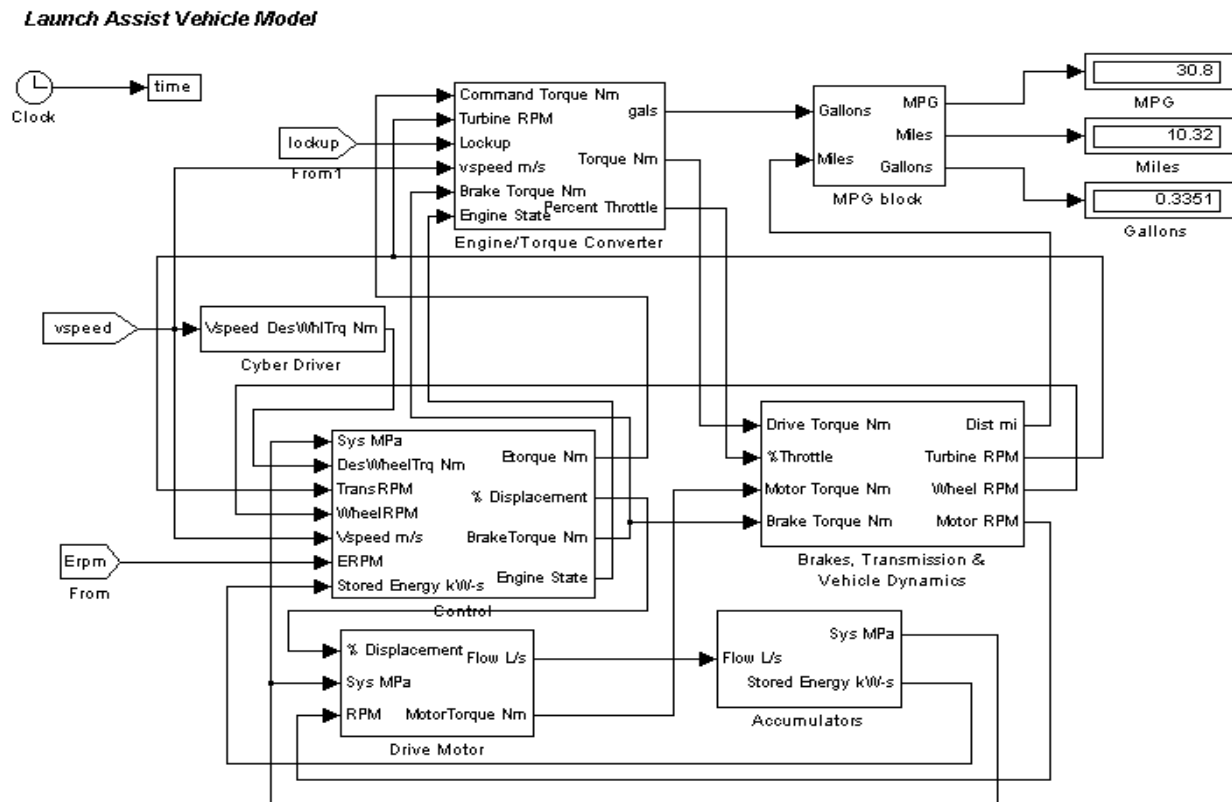 Launch Assist Vehicle Model
Clock
time
lockup
From1
Command Torque Nm
Turbine RPM
Lockup
vspeed m/s
Brake Torque Nm
Engine State
gals
Torque Nm
Percent Throttle
Engine/Torque Converter
Gallons
Miles
MPG
Miles
Gallons
MPG block
30.8
MPG
10.32
Miles
0.3351
Gallons
vspeed
Vspeed DesWhlTrq Nm
Cyber Driver
Sys MPa
DesWheelTrq Nm
TransRPM
WheelRPM
Vspeed m/s
ERPM
Stored Energy kW-s
Etorque Nm
% Displacement
BrakeTorque Nm
Engine State
Control
Erpm
From
Drive Torque Nm
%Throttle
Motor Torque Nm
Brake Torque Nm
Dist mi
Turbine RPM
Wheel RPM
Motor RPM
Brakes, Transmission &
Vehicle Dynamics
% Displacement
Sys MPa
RPM
Flow L/s
MotorTorque Nm
Drive Motor
Flow L/s
Sys MPa
Stored Energy kW-s
Accumulators